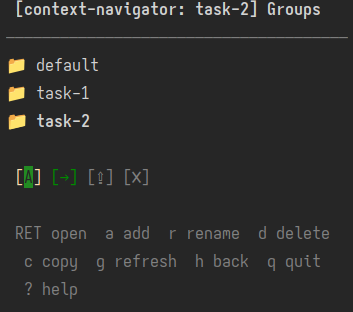 [context-navigator: task-2] Groups
default
task-1
task-2
[A] [→] [⇧] [X]
RET open  a add  r rename  d delete
c copy  g refresh  h back  q quit
? help